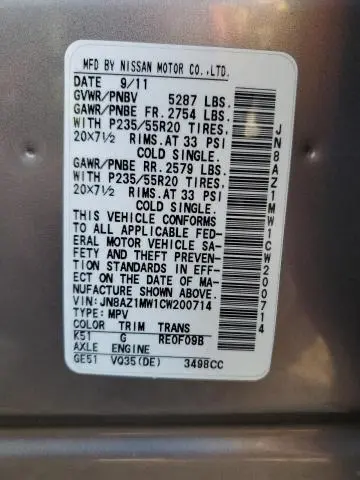 MFD BY NISSAN MOTOR CO.,LTD.
DATE 9/11
GVWR/PNBV 5287 LBS.
GAWR/PNBE FR. 2754 LBS.
WITH P235/55R20 TIRES.
20X7½ RIMS.AT 33 PSI
COLD SINGLE.
GAWR/PNBE RR. 2579 LBS.
WITH P235/55R20 TIRES.
20X7½ RIMS.AT 33 PSI
COLD SINGLE.
THIS VEHICLE CONFORMS
TO ALL APPLICABLE FED-
ERAL MOTOR VEHICLE SA-
FETY AND THEFT PREVEN-
TION STANDARDS IN EFF-
ECT ON THE DATE OF MA-
NUFACTURE SHOWN ABOVE.
VIN:JN8AZ1MW1CW200714
TYPE: MPV
COLOR TRIM TRANS
K51 G RE0F09B
AXLE ENGINE
GE51 VQ35(DE) 3498CC
JN8AZ1MW1CW200714